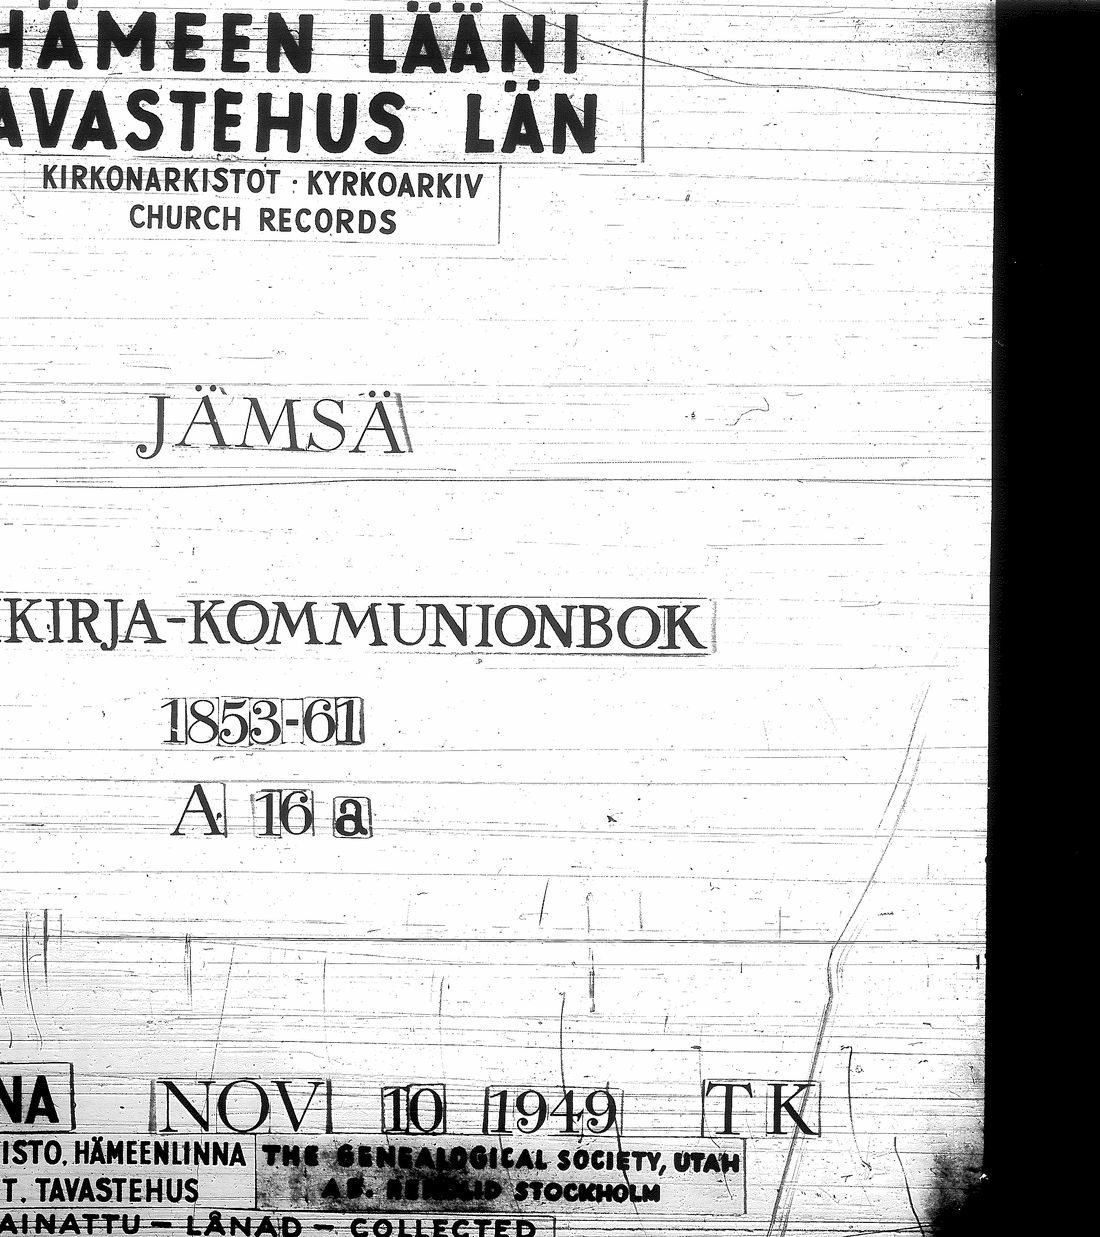 HÄMEEN LÄÄNI
AVASTEHUS LÄN
KIRKONARKISTOT · KYRKOARKIV
CHURCH RECORDS
JÄMSÄ
KIRJA-KOMMUNIONBOK
1853-61
A 16 a
NA NOV 10 1949 TK
ISTO, HÄMEENLINNA THE GENEALOGICAL SOCIETY, UTAH
T. TAVASTEHUS AB. STOCKHOLM
AINATTU - LÅNAD - COLLECTED